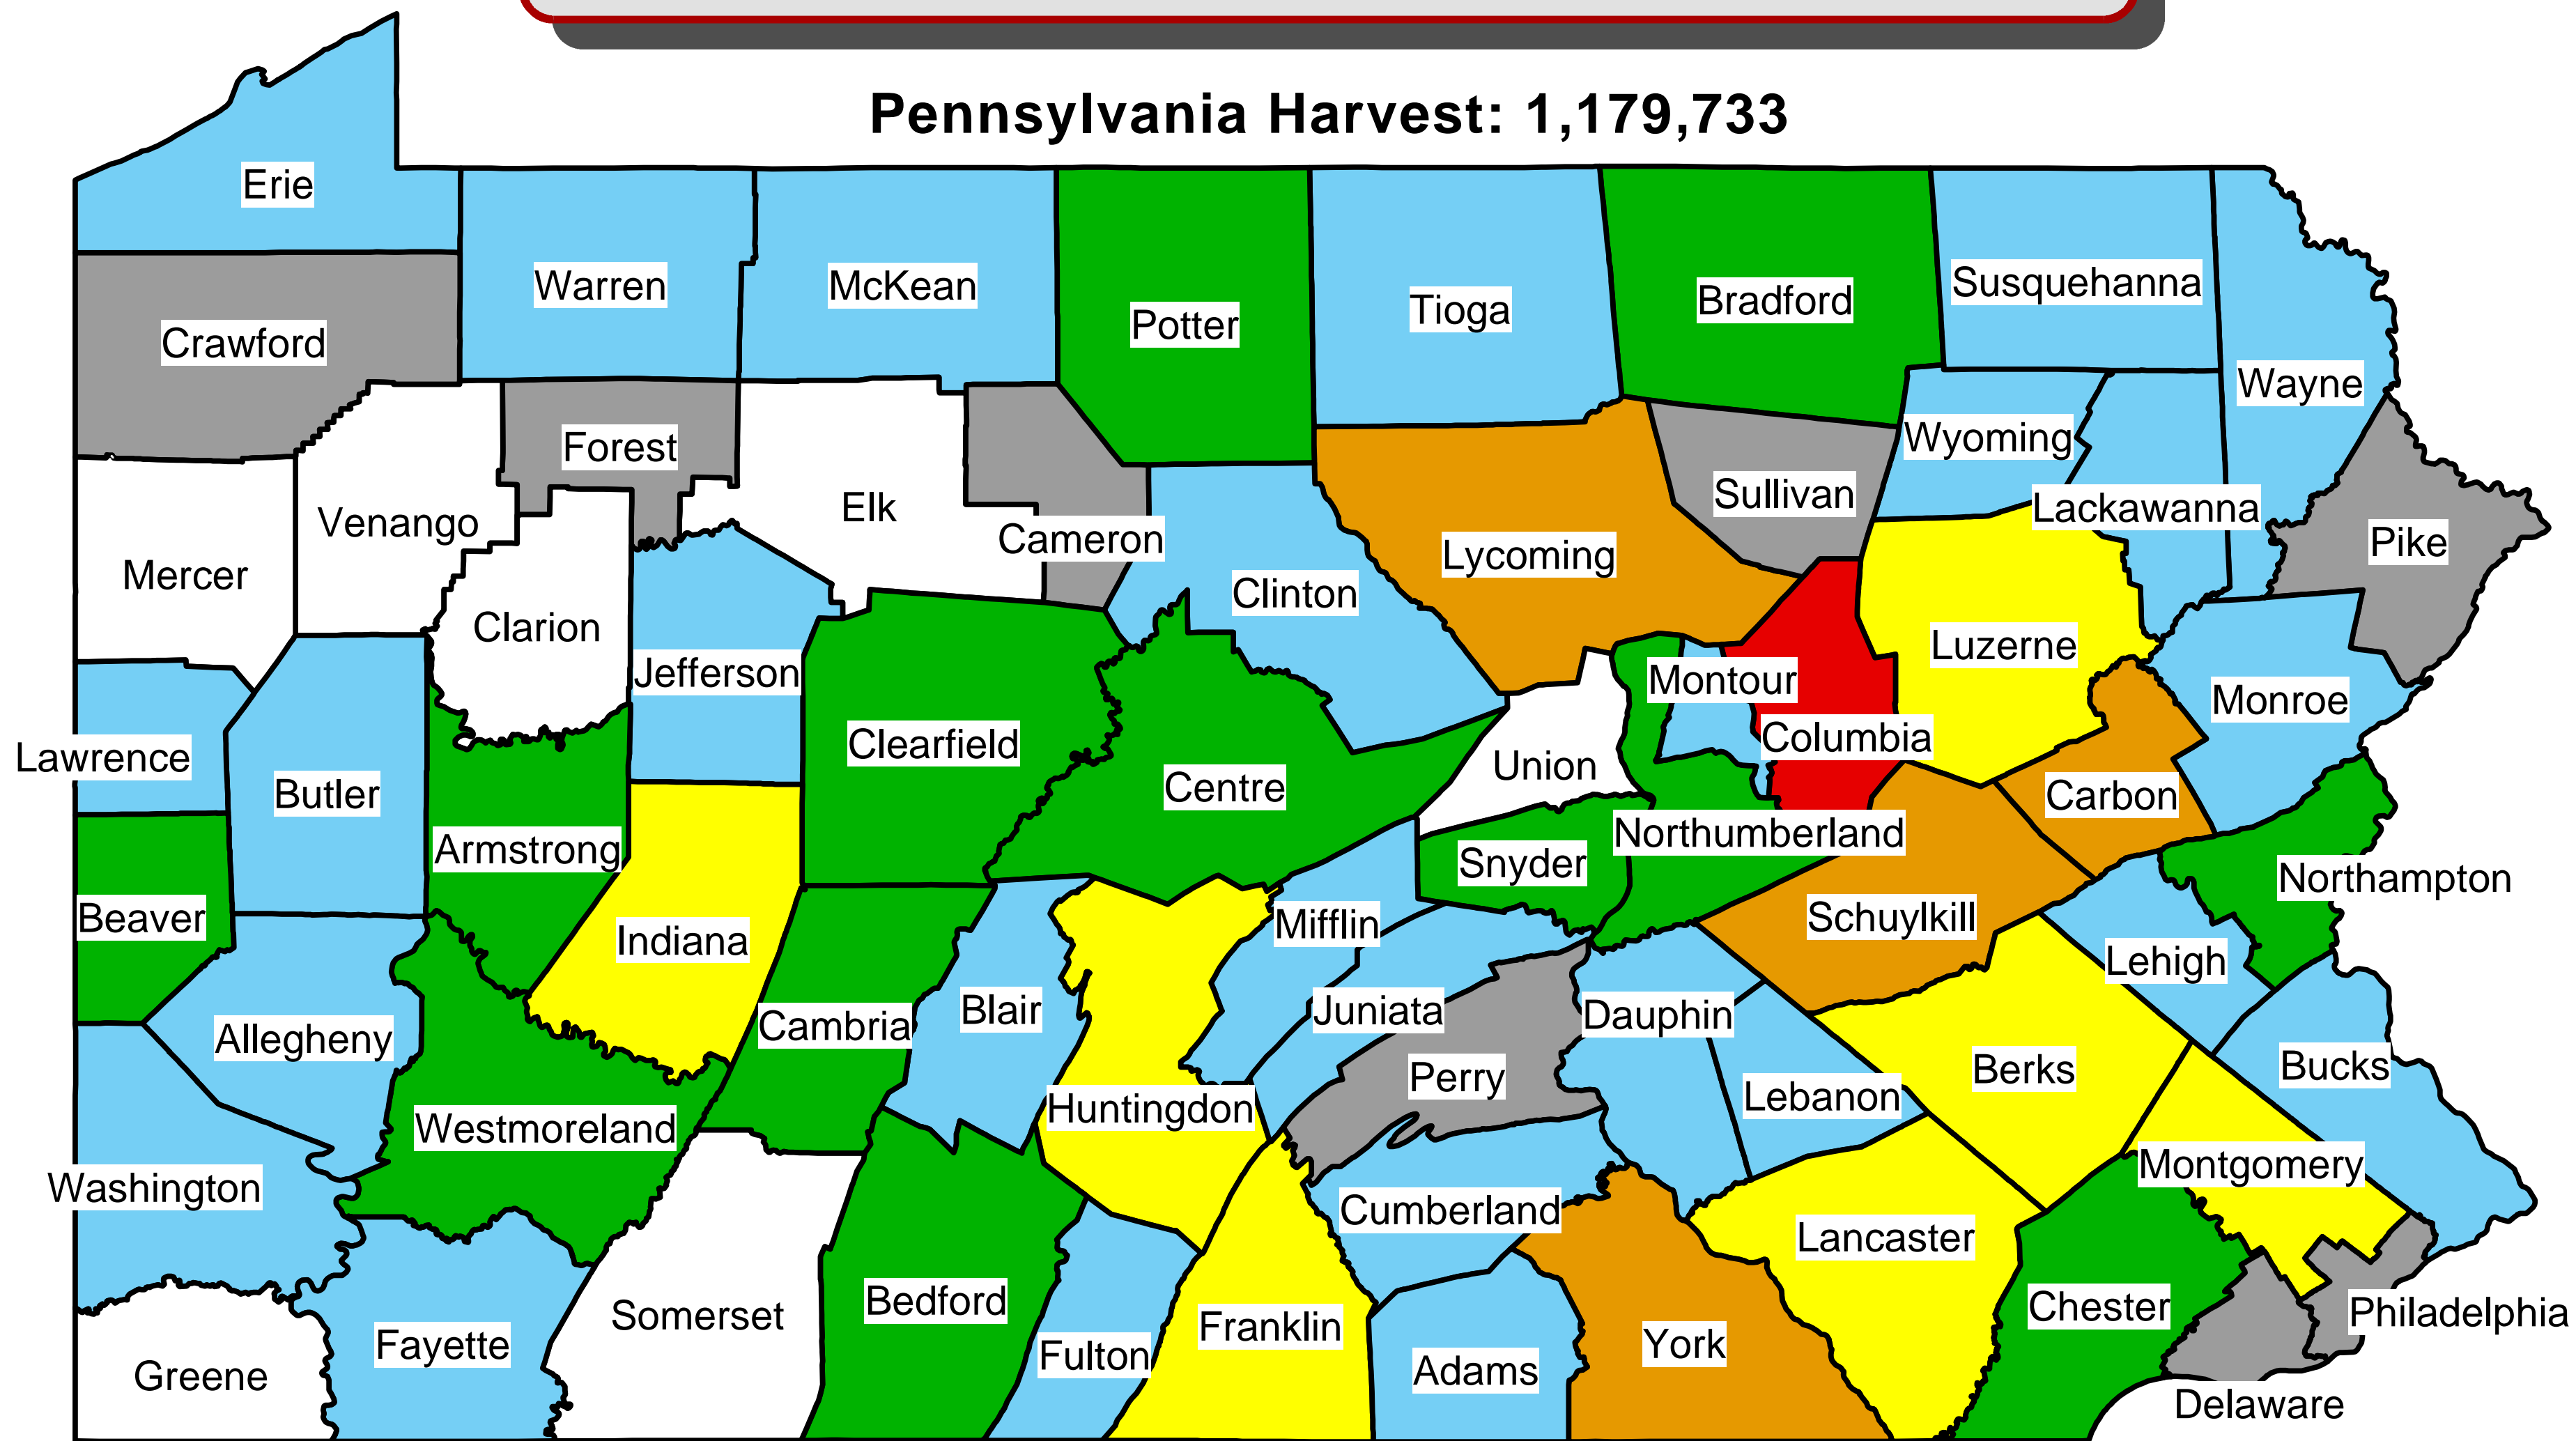 Pennsylvania Harvest: 1,179,733
Erie
Warren
McKean
Potter
Tioga
Bradford
Susquehanna
Wayne
Crawford
Forest
Elk
Cameron
Sullivan
Wyoming
Lackawanna
Pike
Mercer
Venango
Clarion
Jefferson
Clinton
Lycoming
Luzerne
Monroe
Lawrence
Butler
Armstrong
Clearfield
Centre
Union
Montour
Columbia
Carbon
Beaver
Indiana
Snyder
Northumberland
Schuylkill
Northampton
Allegheny
Cambria
Blair
Mifflin
Juniata
Dauphin
Lehigh
Westmoreland
Huntingdon
Perry
Lebanon
Berks
Bucks
Washington
Cumberland
Lancaster
Montgomery
Greene
Fayette
Somerset
Bedford
Fulton
Franklin
Adams
York
Chester
Philadelphia
Delaware